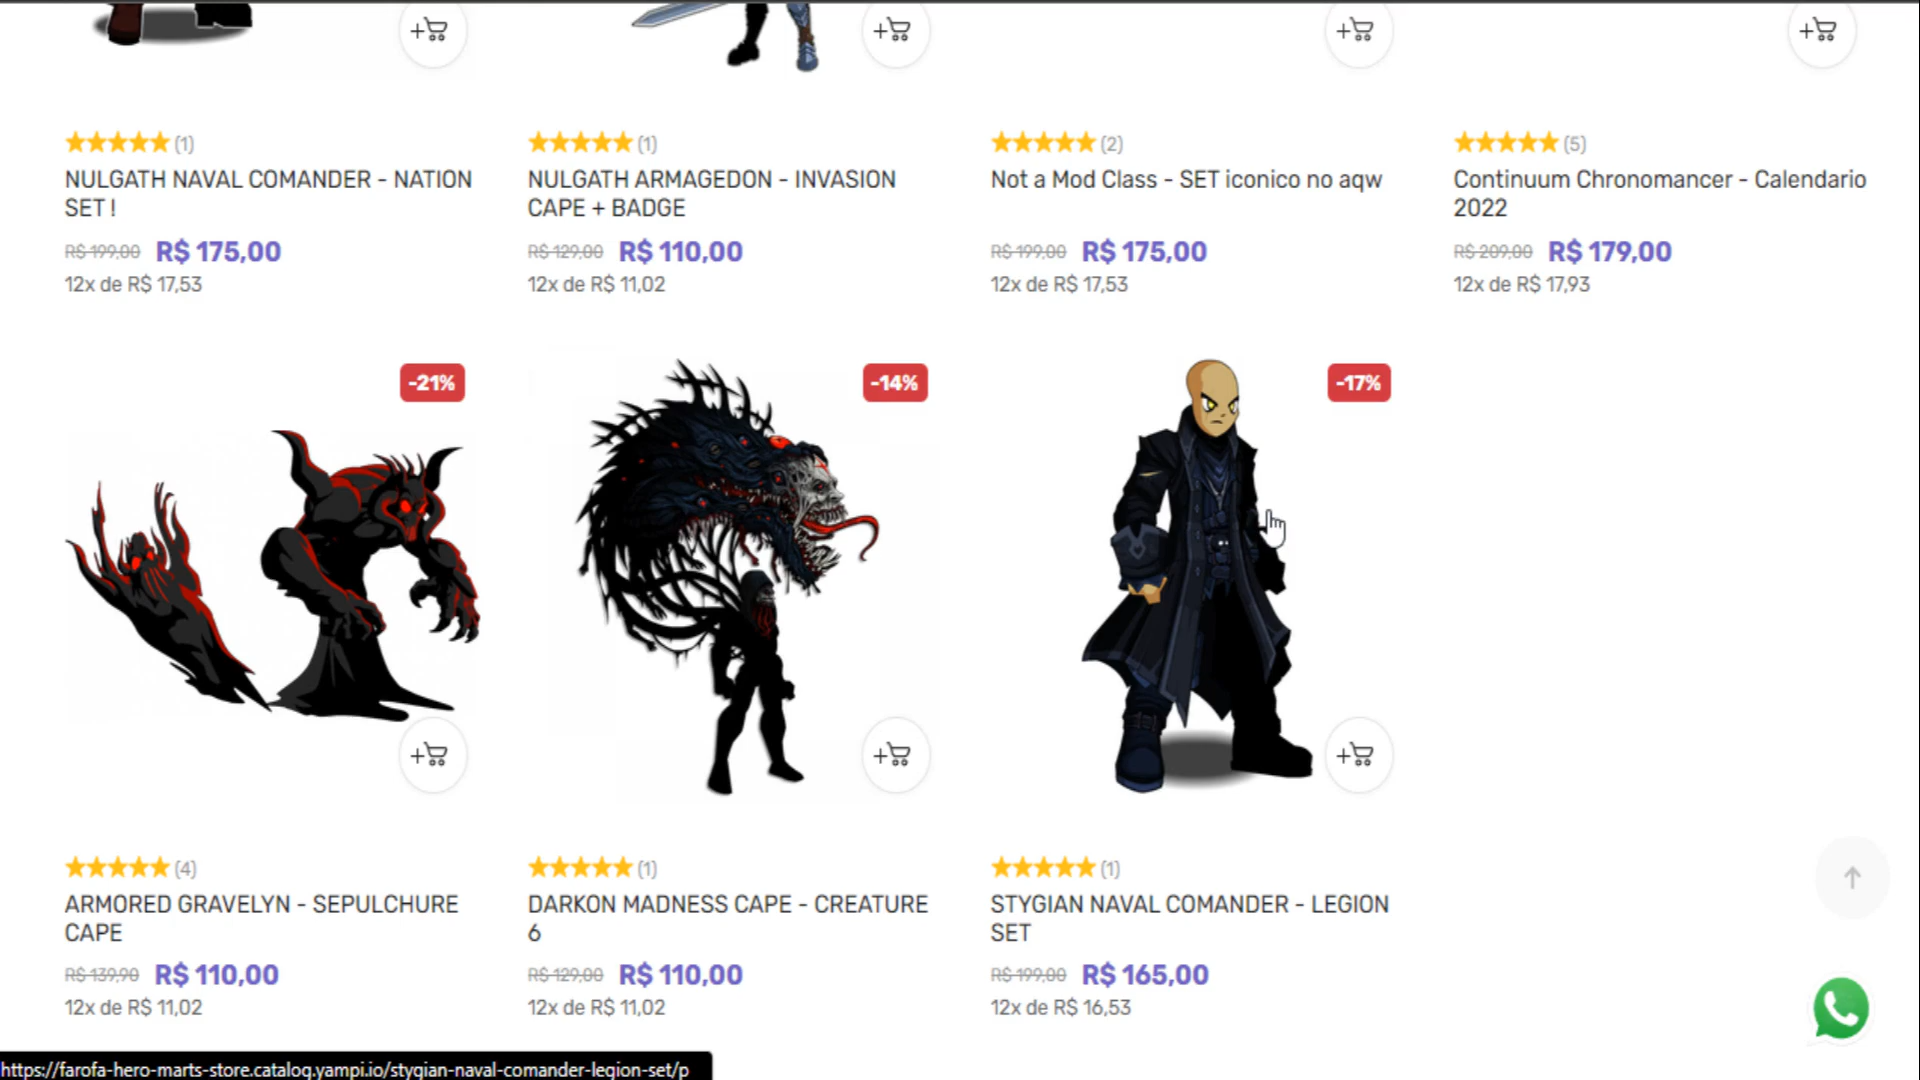 (1)
NULGATH NAVAL COMANDER - NATION
SET !
R$ 199,00 R$ 175,00
12x de R$ 17,53
(1)
NULGATH ARMAGEDON - INVASION
CAPE + BADGE
R$ 129,00 R$ 110,00
12x de R$ 11,02
(2)
Not a Mod Class - SET iconico no aqw
R$ 199,00 R$ 175,00
12x de R$ 17,53
(5)
Continuum Chronomancer - Calendario
2022
R$ 209,00 R$ 179,00
12x de R$ 17,93
-21%
(4)
ARMORED GRAVELYN - SEPULCHURE
CAPE
R$ 139,90 R$ 110,00
12x de R$ 11,02
-14%
(1)
DARKON MADNESS CAPE - CREATURE
6
R$ 129,00 R$ 110,00
12x de R$ 11,02
-17%
(1)
STYGIAN NAVAL COMANDER - LEGION
SET
R$ 199,00 R$ 165,00
12x de R$ 16,53
https://farofa-hero-marts-store.catalog.yampi.io/stygian-naval-comander-legion-set/p